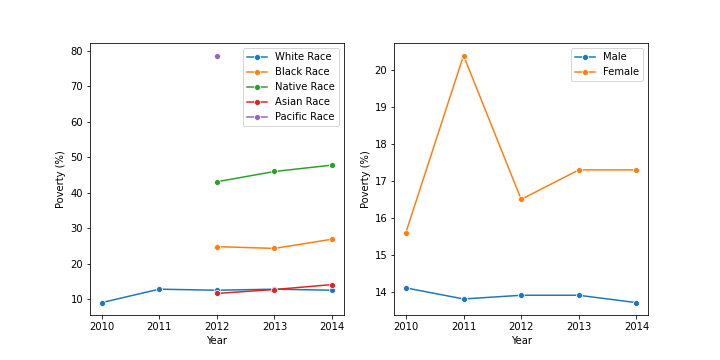 80
70
60
50
40
30
20
10
Poverty (%)
2010 2011 2012 2013 2014
Year
White Race
Black Race
Native Race
Asian Race
Pacific Race
20
19
18
17
16
15
14
Poverty (%)
2010 2011 2012 2013 2014
Year
Male
Female